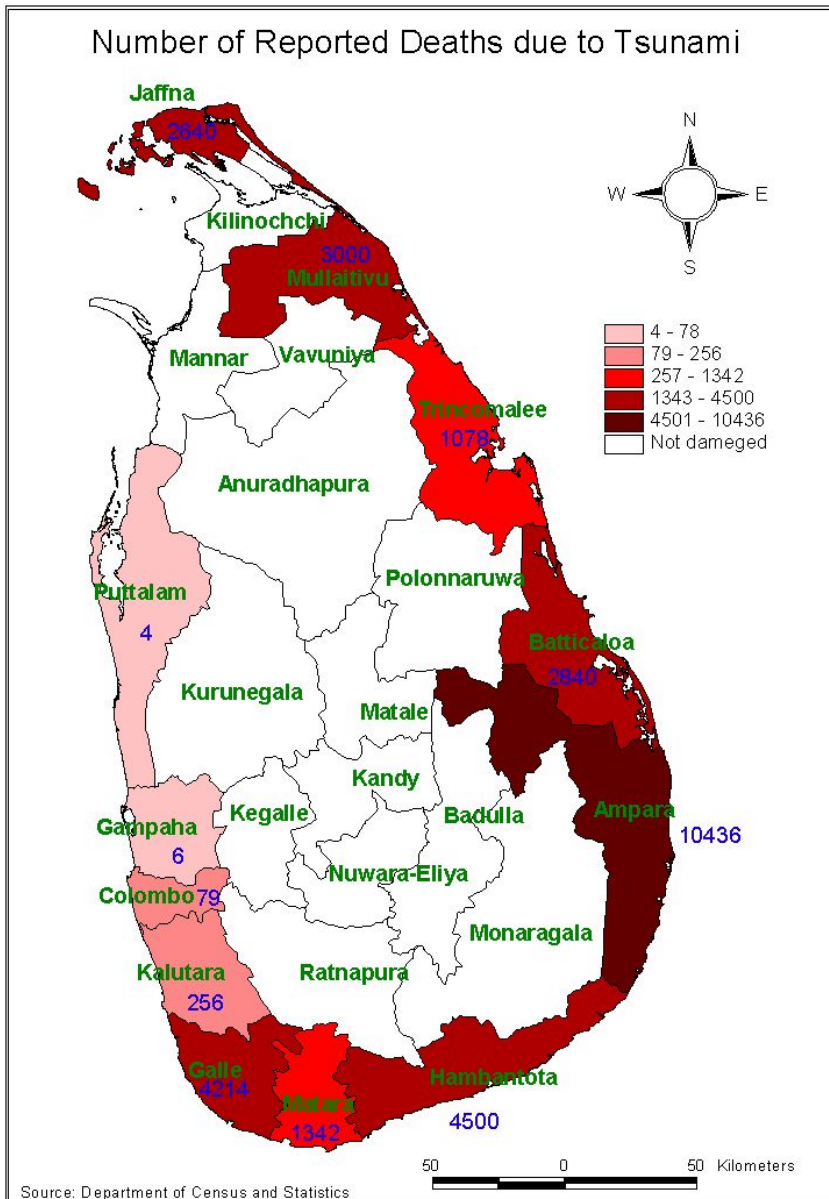 Number of Reported Deaths due to Tsunami
Jaffna
2640
N
W E
S
Kilinochchi
3000
Mullaitivu
4 - 78
79 - 256
257 - 1342
1343 - 4500
4501 - 10436
Not dameged
Mannar
Vavuniya
Trincomalee
1078
Anuradhapura
Polonnaruwa
Puttalam
4
Batticaloa
2840
Kurunegala
Matale
Kandy
Kegalle
Badulla
Ampara
10436
Gampaha
6
Nuwara-Eliya
Colombo 79
Monaragala
Kalutara
256
Ratnapura
Galle
4214
Hambantota
4500
Matara
1342
50 0 50 Kilometers
Source: Department of Census and Statistics